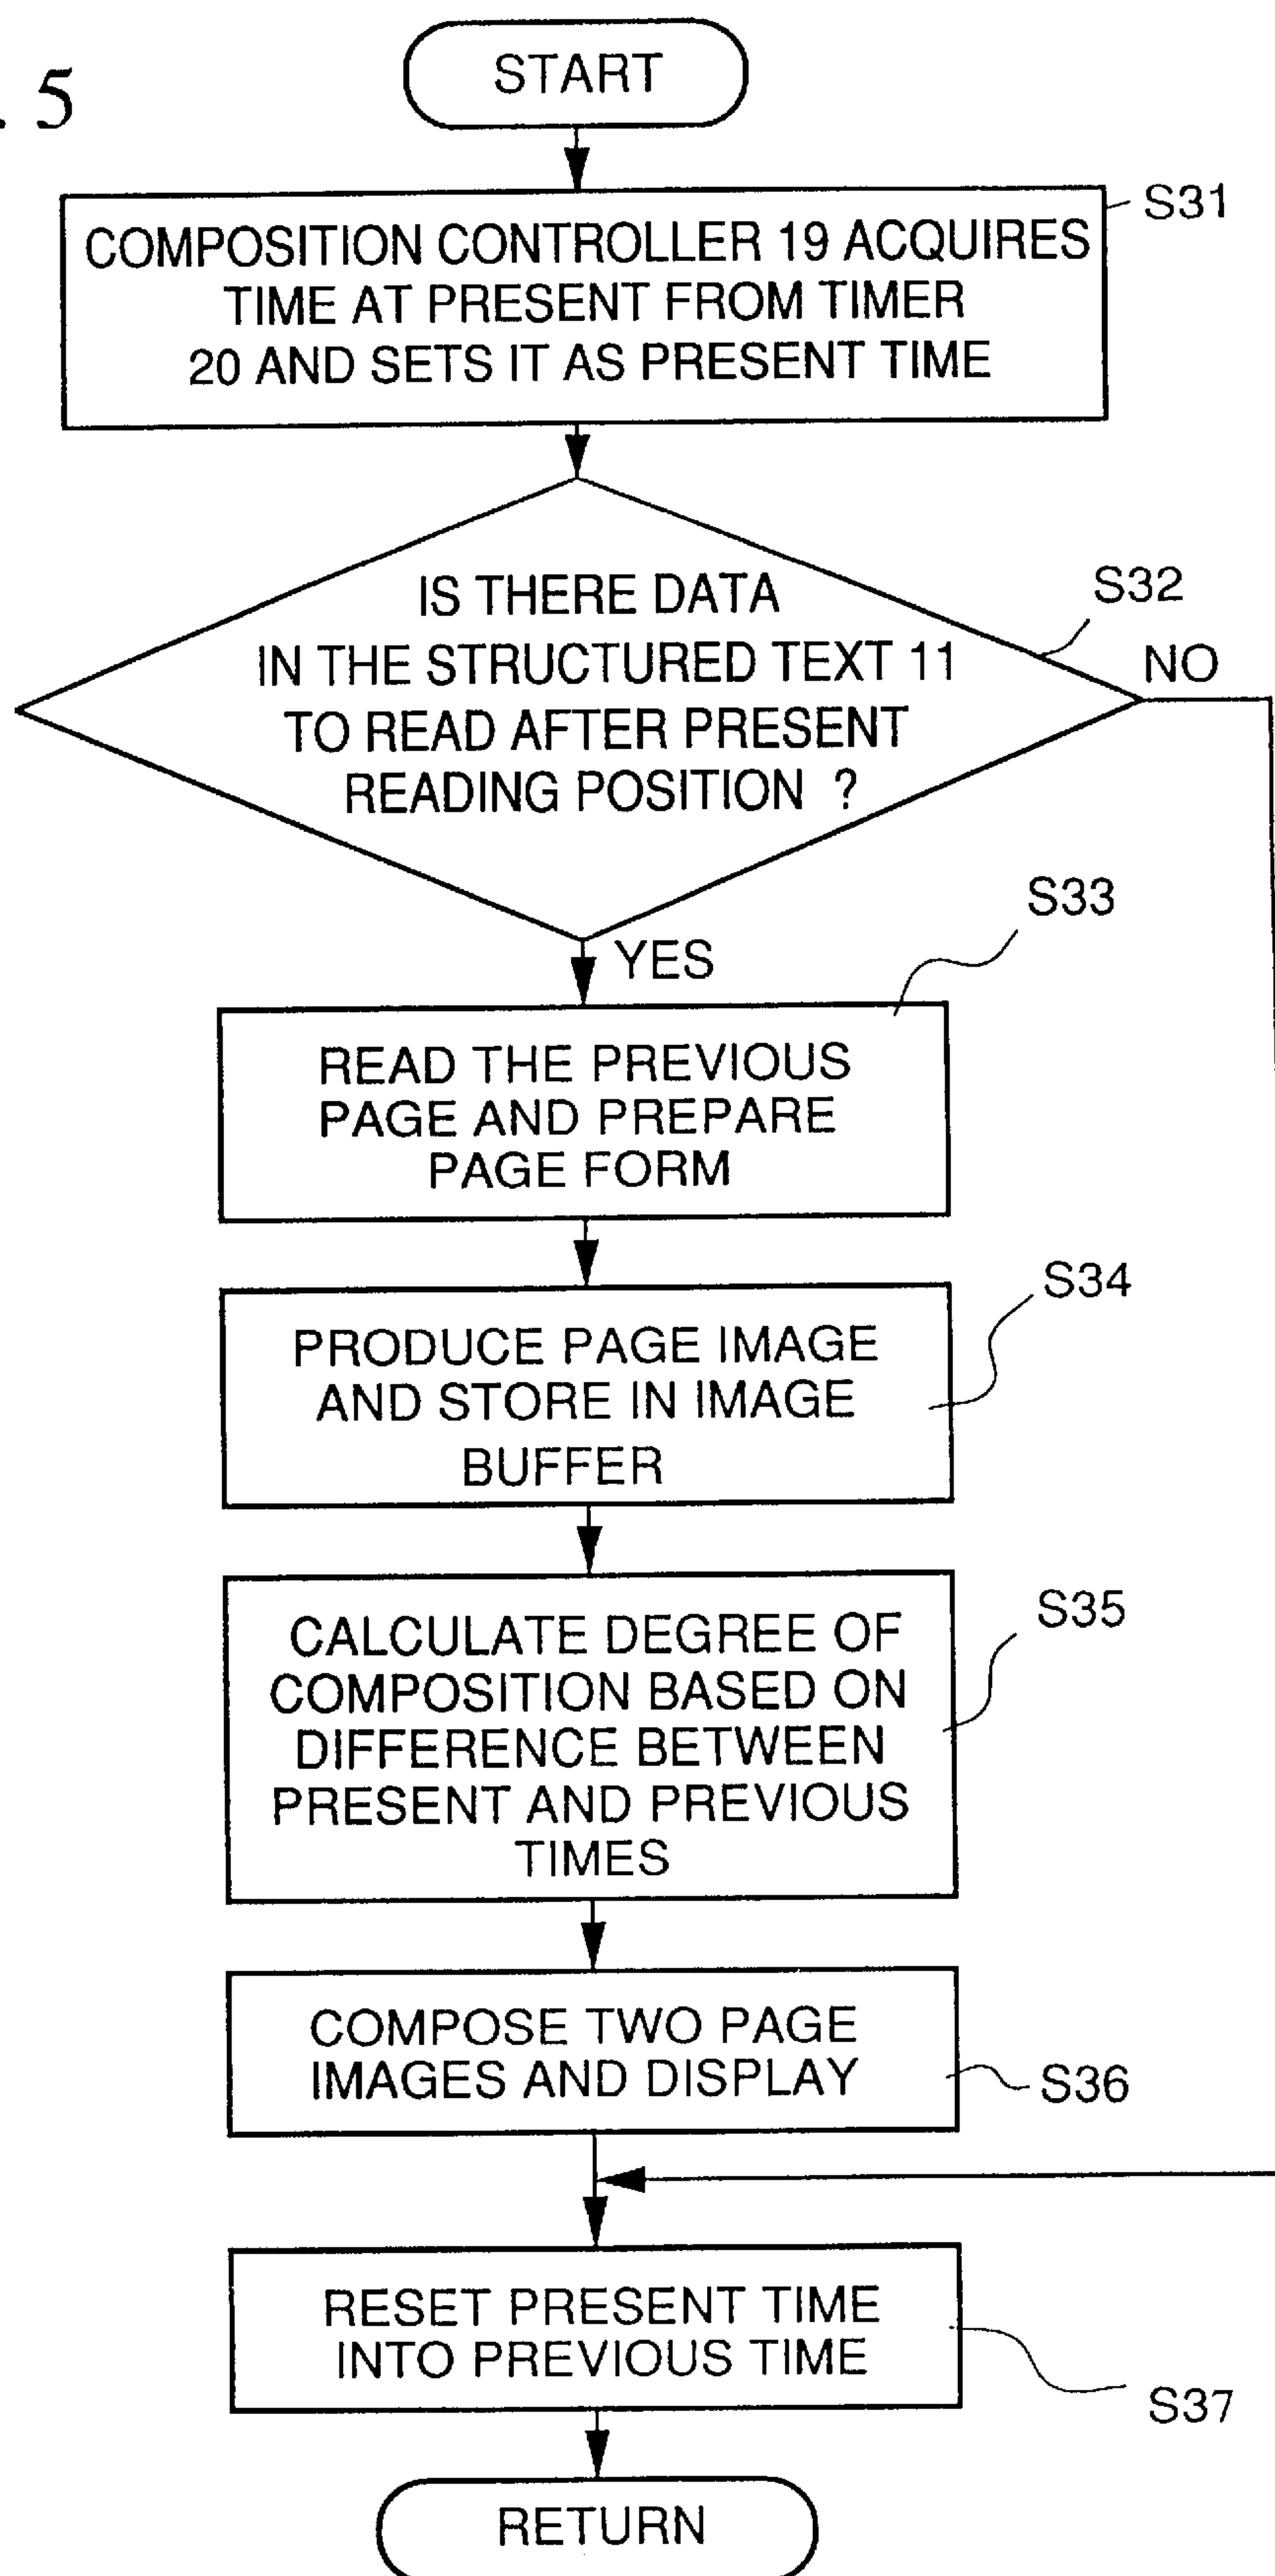 . 5
START
S31
COMPOSITION CONTROLLER 19 ACQUIRES
TIME AT PRESENT FROM TIMER
20 AND SETS IT AS PRESENT TIME
S32
IS THERE DATA
IN THE STRUCTURED TEXT 11
TO READ AFTER PRESENT
READING POSITION ?
NO
YES
S33
READ THE PREVIOUS
PAGE AND PREPARE
PAGE FORM
S34
PRODUCE PAGE IMAGE
AND STORE IN IMAGE
BUFFER
S35
CALCULATE DEGREE OF
COMPOSITION BASED ON
DIFFERENCE BETWEEN
PRESENT AND PREVIOUS
TIMES
COMPOSE TWO PAGE
IMAGES AND DISPLAY
S36
RESET PRESENT TIME
INTO PREVIOUS TIME
S37
RETURN